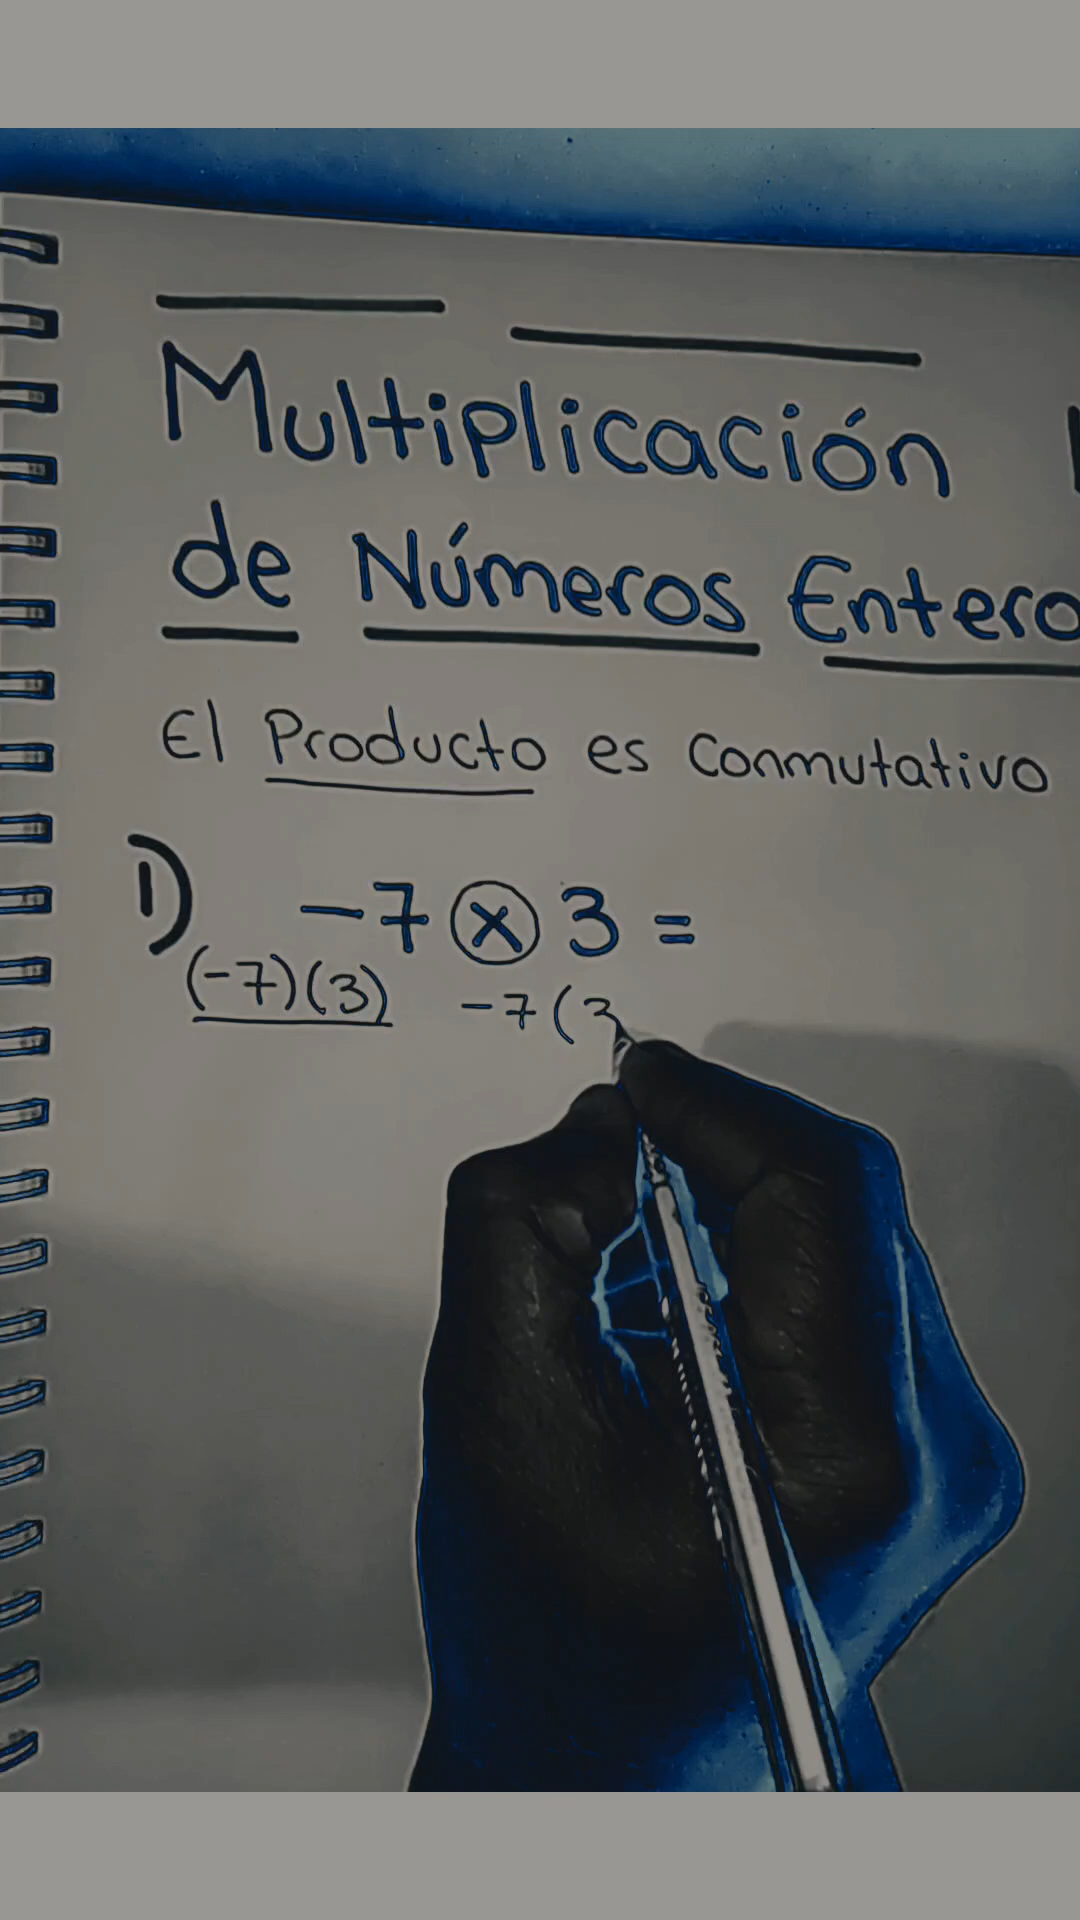 Multiplicación
de Números Entero
El Producto es Conmutativo
1) -7 ⊗ 3 =
(-7)(3) -7(3